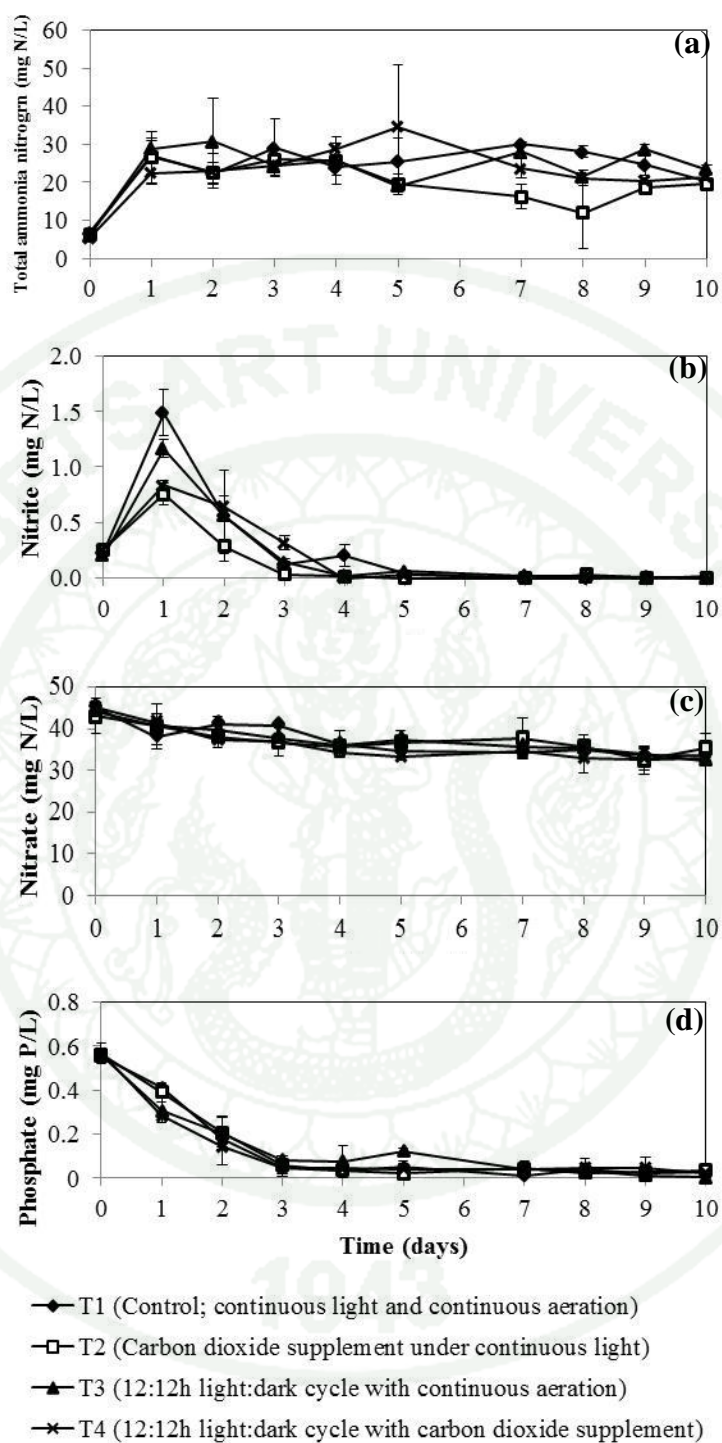 (a)
Total ammonia nitrogrn (mg N/L)
60
50
40
30
20
10
0
0 1 2 3 4 5 6 7 8 9 10
(b)
Nitrite (mg N/L)
2.0
1.5
1.0
0.5
0.0
0 1 2 3 4 5 6 7 8 9 10
(c)
Nitrate (mg N/L)
50
40
30
20
10
0
0 1 2 3 4 5 6 7 8 9 10
(d)
Phosphate (mg P/L)
0.8
0.6
0.4
0.2
0
0 1 2 3 4 5 6 7 8 9 10
Time (days)
1943
T1 (Control; continuous light and continuous aeration)
T2 (Carbon dioxide supplement under continuous light)
T3 (12:12h light:dark cycle with continuous aeration)
T4 (12:12h light:dark cycle with carbon dioxide supplement)